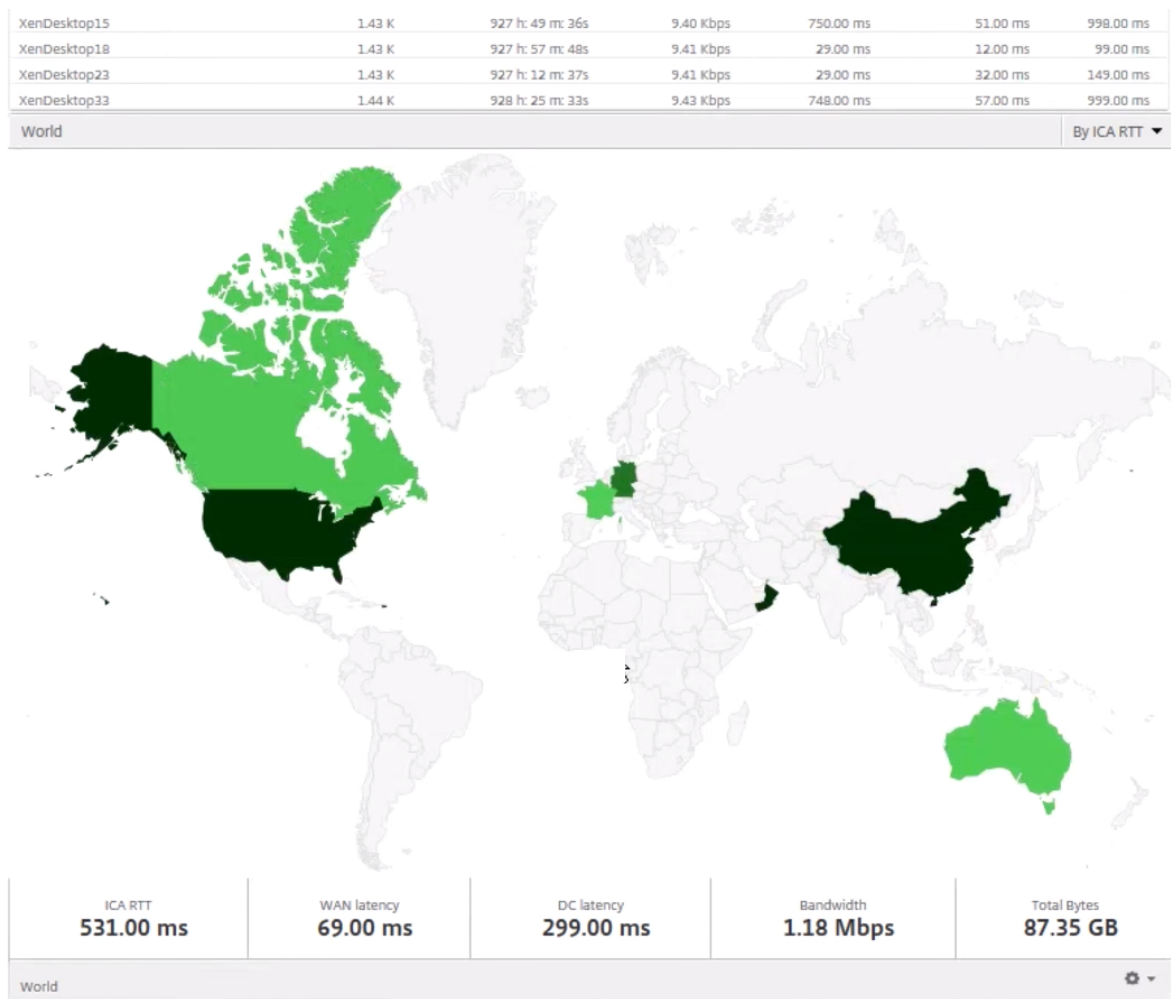 XenDesktop15 1.43 K 927 h: 49 m: 36s 9.40 Kbps 750.00 ms 51.00 ms 998.00 ms
XenDesktop18 1.43 K 927 h: 57 m: 48s 9.41 Kbps 29.00 ms 12.00 ms 99.00 ms
XenDesktop23 1.43 K 927 h: 12 m: 37s 9.41 Kbps 29.00 ms 32.00 ms 149.00 ms
XenDesktop33 1.44 K 928 h: 25 m: 33s 9.43 Kbps 748.00 ms 57.00 ms 999.00 ms
World By ICA RTT
ICA RTT WAN latency DC latency Bandwidth Total Bytes
531.00 ms 69.00 ms 299.00 ms 1.18 Mbps 87.35 GB
World